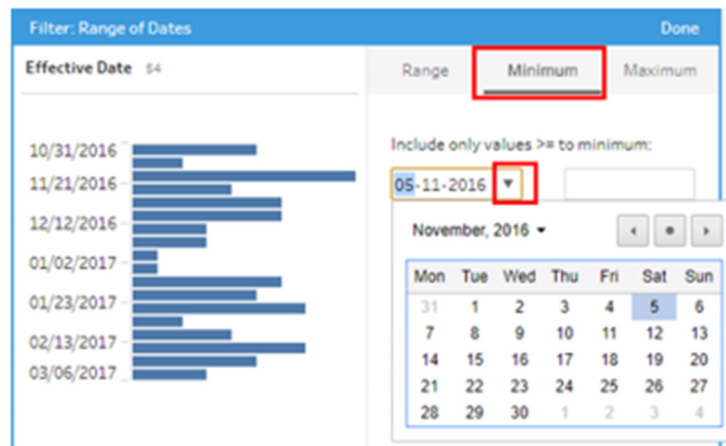 Filter: Range of Dates Done
Effective Date 54
Range Minimum Maximum
10/31/2016
11/21/2016
12/12/2016
01/02/2017
01/23/2017
02/13/2017
03/06/2017
Include only values >= to minimum:
05-11-2016
November, 2016
Mon Tue Wed Thu Fri Sat Sun
31 1 2 3 4 5 6
7 8 9 10 11 12 13
14 15 16 17 18 19 20
21 22 23 24 25 26 27
28 29 30 1 2 3 4